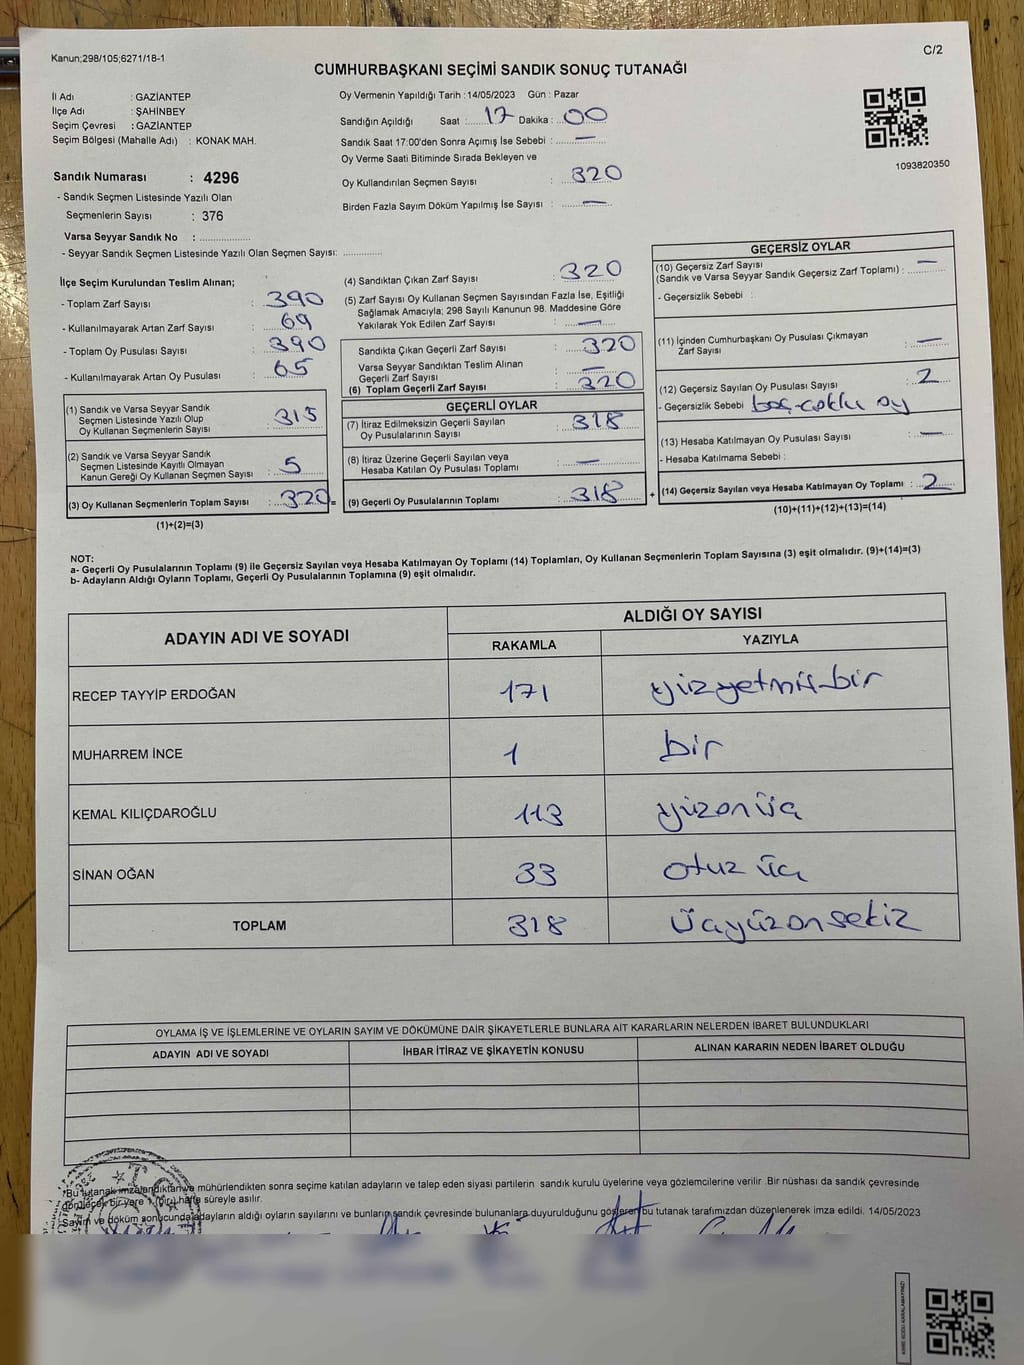 Kanun;298/105;6271/18-1
C/2
CUMHURBAŞKANI SEÇİMİ SANDIK SONUÇ TUTANAĞI
İl Adı : GAZİANTEP
İlçe Adı : ŞAHİNBEY
Seçim Çevresi : GAZİANTEP
Seçim Bölgesi (Mahalle Adı) : KONAK MAH.
Sandık Numarası : 4296
- Sandık Seçmen Listesinde Yazılı Olan
Seçmenlerin Sayısı : 376
Varsa Seyyar Sandık No :
- Seyyar Sandık Seçmen Listesinde Yazılı Olan Seçmen Sayısı:
Oy Vermenin Yapıldığı Tarih : 14/05/2023 Gün : Pazar
Sandığın Açıldığı Saat : 17 Dakika : 00
Sandık Saat 17:00'den Sonra Açımış İse Sebebi : —
Oy Verme Saati Bitiminde Sırada Bekleyen ve
Oy Kullandırılan Seçmen Sayısı : 320
Birden Fazla Sayım Döküm Yapılmış İse Sayısı : —
1093820350
İlçe Seçim Kurulundan Teslim Alınan;
- Toplam Zarf Sayısı : 390
- Kullanılmayarak Artan Zarf Sayısı : 69
- Toplam Oy Pusulası Sayısı : 390
- Kullanılmayarak Artan Oy Pusulası : 65
(1) Sandık ve Varsa Seyyar Sandık
Seçmen Listesinde Yazılı Olup
Oy Kullanan Seçmenlerin Sayısı : 315
(2) Sandık ve Varsa Seyyar Sandık
Seçmen Listesinde Kayıtlı Olmayan
Kanun Gereği Oy Kullanan Seçmen Sayısı : 5
(3) Oy Kullanan Seçmenlerin Toplam Sayısı : 320 =
(1)+(2)=(3)
(4) Sandıktan Çıkan Zarf Sayısı : 320
(5) Zarf Sayısı Oy Kullanan Seçmen Sayısından Fazla İse, Eşitliği
Sağlamak Amacıyla; 298 Sayılı Kanunun 98. Maddesine Göre
Yakılarak Yok Edilen Zarf Sayısı : —
Sandıkta Çıkan Geçerli Zarf Sayısı : 320
Varsa Seyyar Sandıktan Teslim Alınan
Geçerli Zarf Sayısı : —
(6) Toplam Geçerli Zarf Sayısı : 320
GEÇERLİ OYLAR
(7) İtiraz Edilmeksizin Geçerli Sayılan
Oy Pusulalarının Sayısı : 318
(8) İtiraz Üzerine Geçerli Sayılan veya
Hesaba Katılan Oy Pusulası Toplamı : —
(9) Geçerli Oy Pusulalarının Toplamı : 318 +
GEÇERSİZ OYLAR
(10) Geçersiz Zarf Sayısı
(Sandık ve Varsa Seyyar Sandık Geçersiz Zarf Toplamı) : —
- Geçersizlik Sebebi :
(11) İçinden Cumhurbaşkanı Oy Pusulası Çıkmayan
Zarf Sayısı : —
(12) Geçersiz Sayılan Oy Pusulası Sayısı : 2
- Geçersizlik Sebebi boş-çoklu oy
(13) Hesaba Katılmayan Oy Pusulası Sayısı : —
- Hesaba Katılmama Sebebi :
(14) Geçersiz Sayılan veya Hesaba Katılmayan Oy Toplamı : 2
(10)+(11)+(12)+(13)=(14)
NOT:
a- Geçerli Oy Pusulalarının Toplamı (9) ile Geçersiz Sayılan veya Hesaba Katılmayan Oy Toplamı (14) Toplamları, Oy Kullanan Seçmenlerin Toplam Sayısına (3) eşit olmalıdır. (9)+(14)=(3)
b- Adayların Aldığı Oyların Toplamı, Geçerli Oy Pusulalarının Toplamına (9) eşit olmalıdır.
ADAYIN ADI VE SOYADI ALDIĞI OY SAYISI
RAKAMLA YAZIYLA
RECEP TAYYİP ERDOĞAN 171 yüzyetmiş bir
MUHARREM İNCE 1 bir
KEMAL KILIÇDAROĞLU 113 yüzonüç
SİNAN OĞAN 33 otuz üç
TOPLAM 318 üçyüzonsekiz
OYLAMA İŞ VE İŞLEMLERİNE VE OYLARIN SAYIM VE DÖKÜMÜNE DAİR ŞİKAYETLERLE BUNLARA AİT KARARLARIN NELERDEN İBARET BULUNDUKLARI
ADAYIN ADI VE SOYADI İHBAR İTİRAZ VE ŞİKAYETİN KONUSU ALINAN KARARIN NEDEN İBARET OLDUĞU
*Bu tutanak imzalandıktan ve mühürlendikten sonra seçime katılan adayların ve talep eden siyasi partilerin sandık kurulu üyelerine veya gözlemcilerine verilir. Bir nüshası da sandık çevresinde
görülecek bir yere 1 (bir) hafta süreyle asılır.
Sayım ve döküm sonucunda adayların aldığı oyların sayılarını ve bunların sandık çevresinde bulunanlara duyurulduğunu gösteren bu tutanak tarafımızdan düzenlenerek imza edildi. 14/05/2023